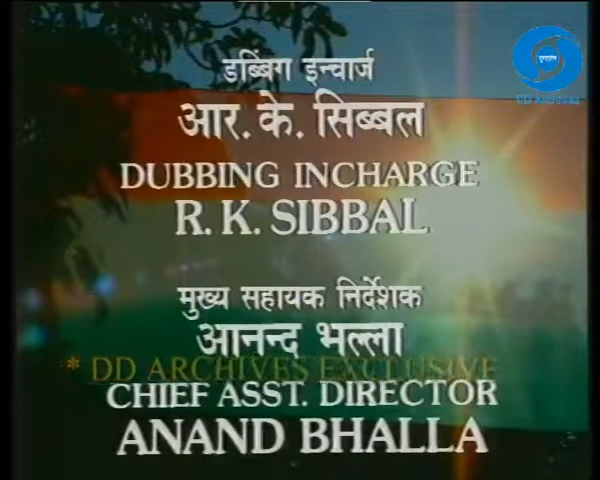 डब्बिंग इन्चार्ज
आर. के. सिब्बल
DUBBING INCHARGE
R. K. SIBBAL
मुख्य सहायक निर्देशक
आनन्द भल्ला
* DD ARCHIVES EXCLUSIVE
CHIEF ASST. DIRECTOR
ANAND BHALLA